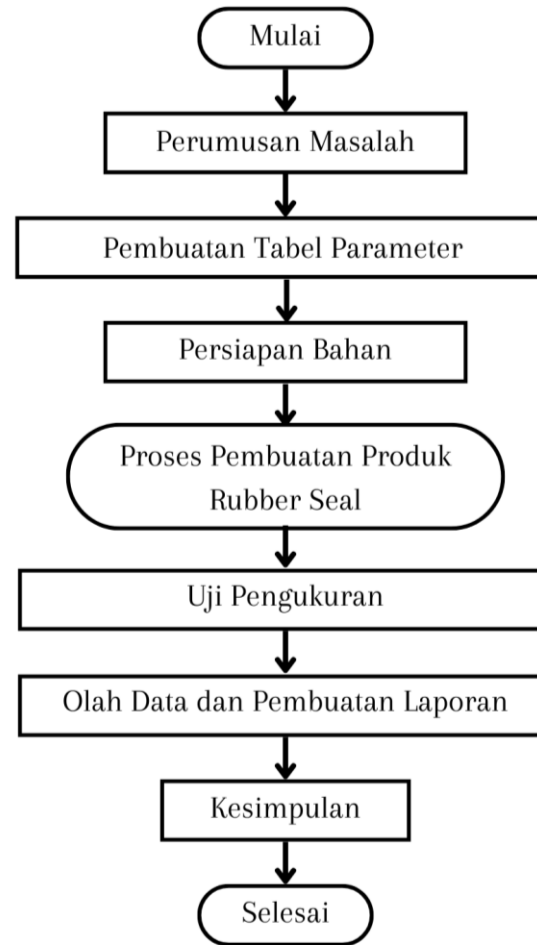 Mulai
Perumusan Masalah
Pembuatan Tabel Parameter
Persiapan Bahan
Proses Pembuatan Produk
Rubber Seal
Uji Pengukuran
Olah Data dan Pembuatan Laporan
Kesimpulan
Selesai